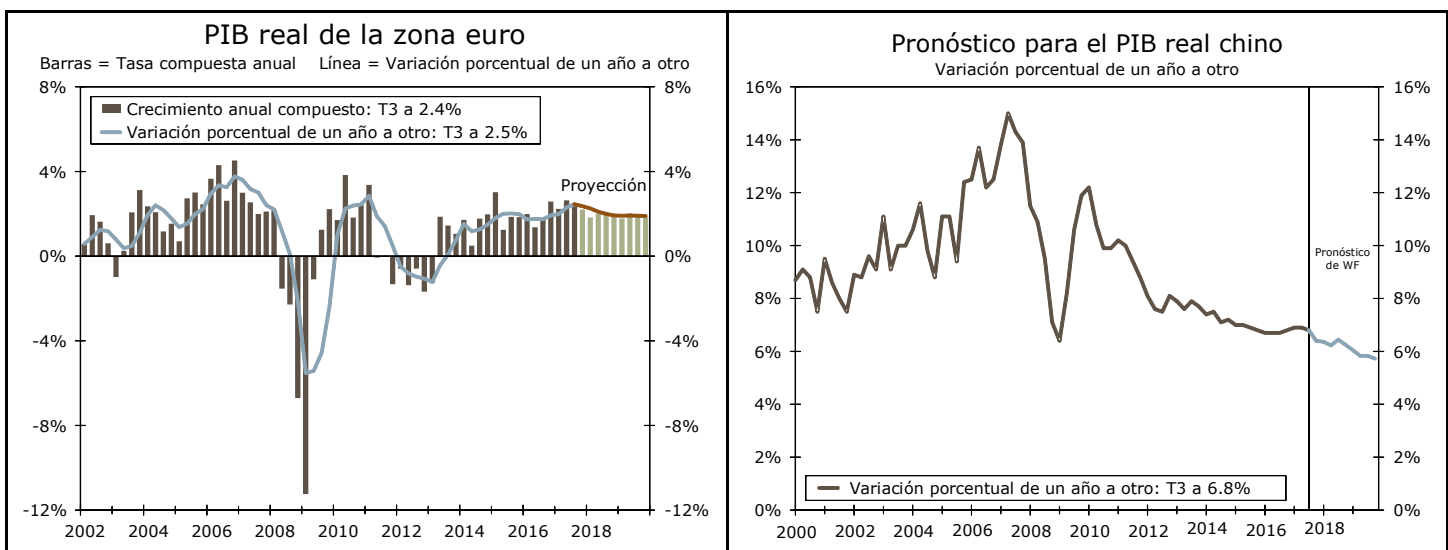 PIB real de la zona euro
Barras = Tasa compuesta anual Línea = Variación porcentual de un año a otro
8%
4%
0%
-4%
-8%
-12%
8%
4%
0%
-4%
-8%
-12%
Crecimiento anual compuesto: T3 a 2.4%
Variación porcentual de un año a otro: T3 a 2.5%
Proyección
2002 2004 2006 2008 2010 2012 2014 2016 2018
Pronóstico para el PIB real chino
Variación porcentual de un año a otro
16%
14%
12%
10%
8%
6%
4%
2%
0%
16%
14%
12%
10%
8%
6%
4%
2%
0%
Pronóstico
de WF
Variación porcentual de un año a otro: T3 a 6.8%
2000 2002 2004 2006 2008 2010 2012 2014 2016 2018